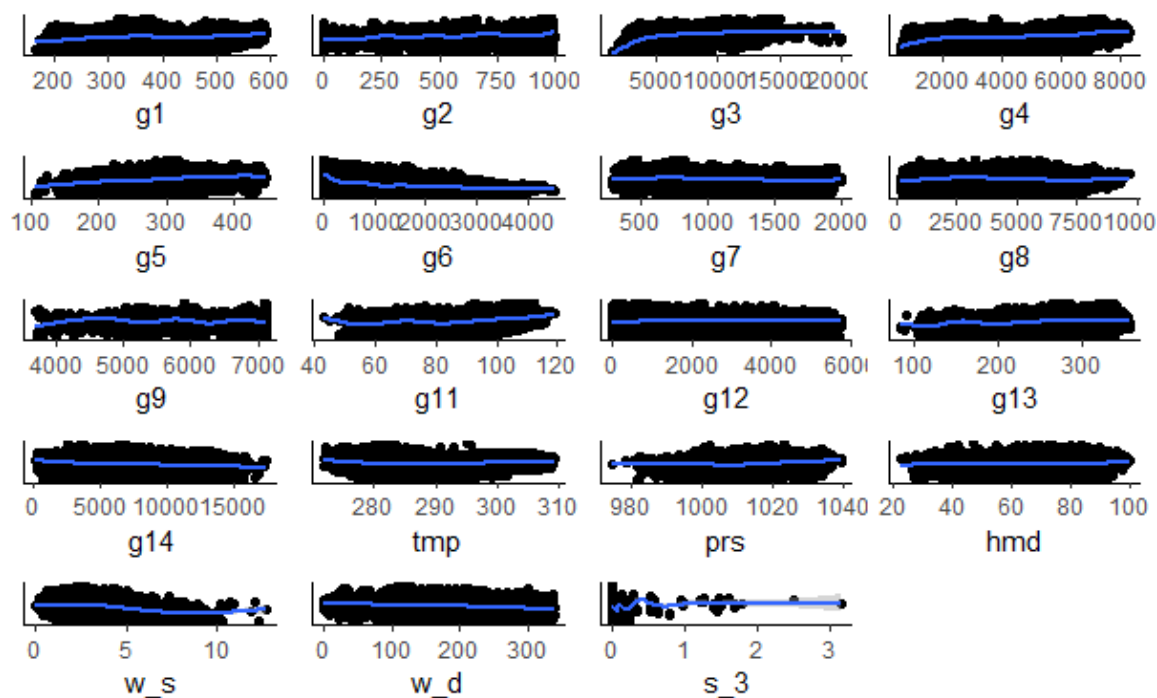 200 300 400 500 600 0 250 500 750 1000 5000 10000 15000 20000 2000 4000 6000 8000
g1 g2 g3 g4
100 200 300 400 0 1000 2000 3000 4000 500 1000 1500 2000 0 2500 5000 7500 1000
g5 g6 g7 g8
4000 5000 6000 7000 40 60 80 100 120 0 2000 4000 6000 100 200 300
g9 g11 g12 g13
0 5000 10000 15000 280 290 300 310 980 1000 1020 1040 20 40 60 80 100
g14 tmp prs hmd
0 5 10 0 100 200 300 0 1 2 3
w_s w_d s_3